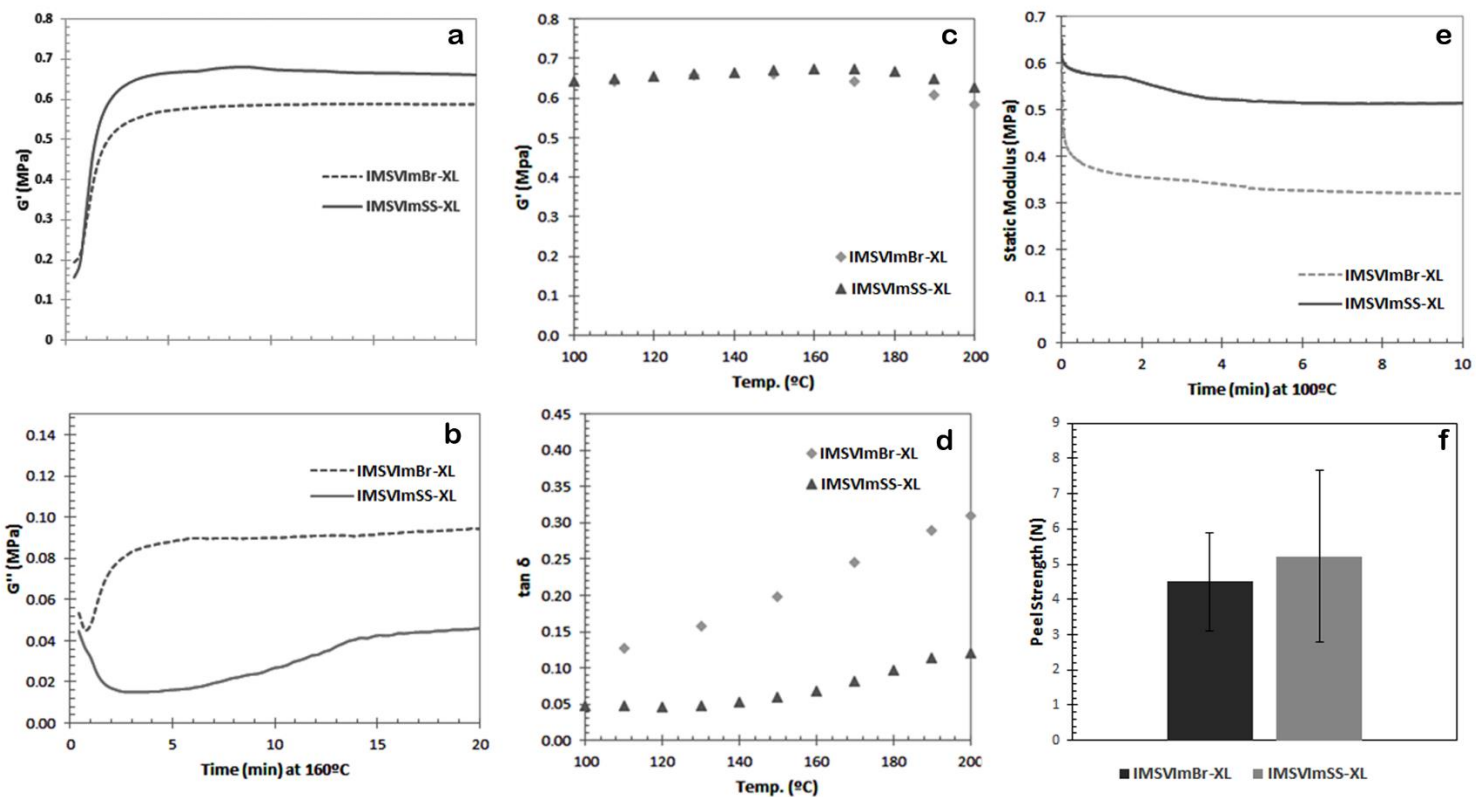 a
0.8
0.7
0.6
0.5
0.4
0.3
0.2
0.1
0
G' (MPa)
IMSVImBr-XL
IMSVImSS-XL
b
0.14
0.12
0.10
0.08
0.06
0.04
0.02
0.00
G'' (MPa)
IMSVImBr-XL
IMSVImSS-XL
0 5 10 15 20
Time (min) at 160ºC
c
0.8
0.7
0.6
0.5
0.4
0.3
0.2
0.1
0.0
G' (Mpa)
IMSVImBr-XL
IMSVImSS-XL
100 120 140 160 180 200
Temp. (ºC)
d
0.45
0.40
0.35
0.30
0.25
0.20
0.15
0.10
0.05
0.00
tan δ
IMSVImBr-XL
IMSVImSS-XL
100 120 140 160 180 200
Temp. (ºC)
e
0.7
0.6
0.5
0.4
0.3
0.2
0.1
0
Static Modulus (MPa)
IMSVImBr-XL
IMSVImSS-XL
0 2 4 6 8 10
Time (min) at 100ºC
f
9
8
7
6
5
4
3
2
1
0
Peel Strength (N)
IMSVImBr-XL IMSVImSS-XL